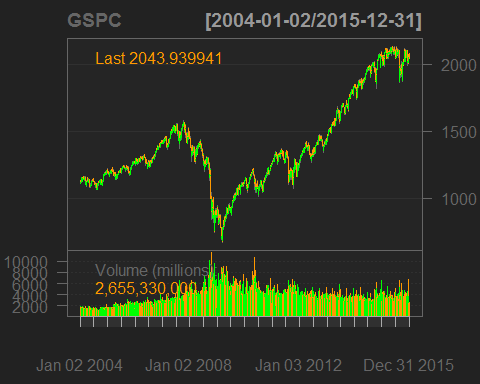 GSPC [2004-01-02/2015-12-31]
Last 2043.939941
2000
1500
1000
Volume (millions):
2,655,330,000
10000
8000
6000
4000
2000
Jan 02 2004 Jan 02 2008 Jan 03 2012 Dec 31 2015